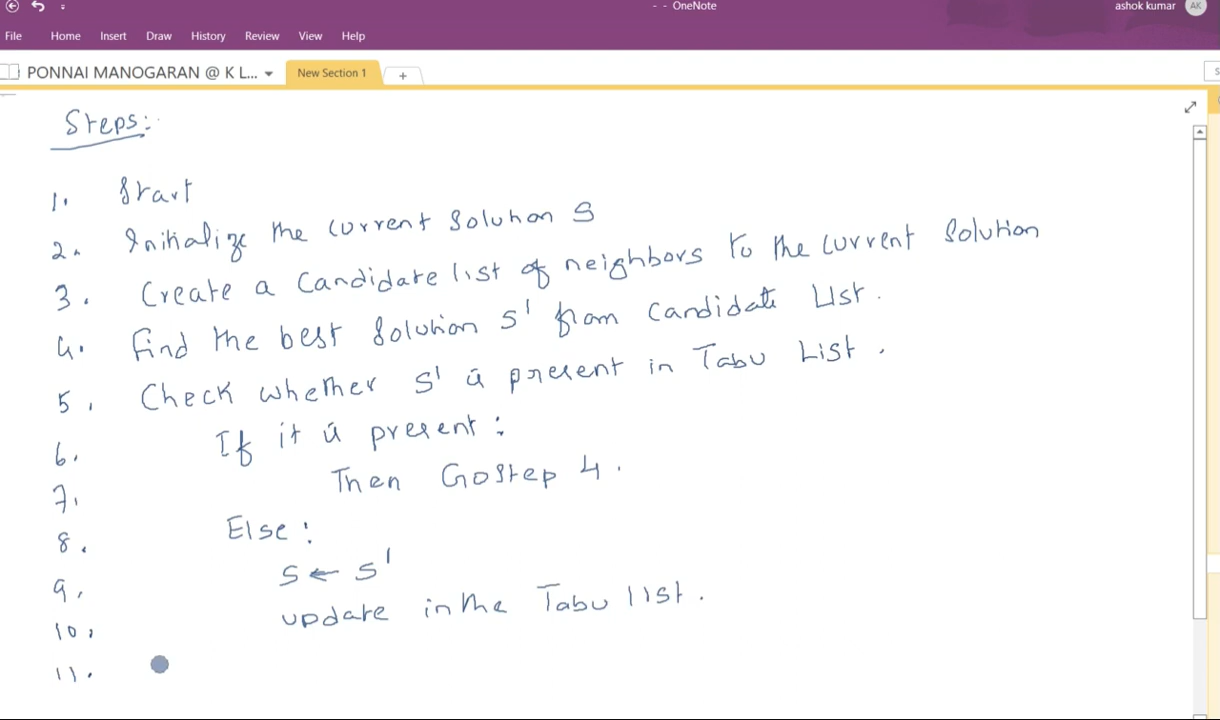 - - OneNote
ashok kumar AK
File Home Insert Draw History Review View Help
PONNAI MANOGARAN @ K L... New Section 1 +
Steps:
1. Start
2. Initialize the current solution S
3. Create a candidate list of neighbors to the current solution
4. Find the best solution S' from candidate List.
5. Check whether S' is present in Tabu List.
6. If it is present:
7. Then Go Step 4.
8. Else:
9. S ← S'
10. update in the Tabu list.
11.